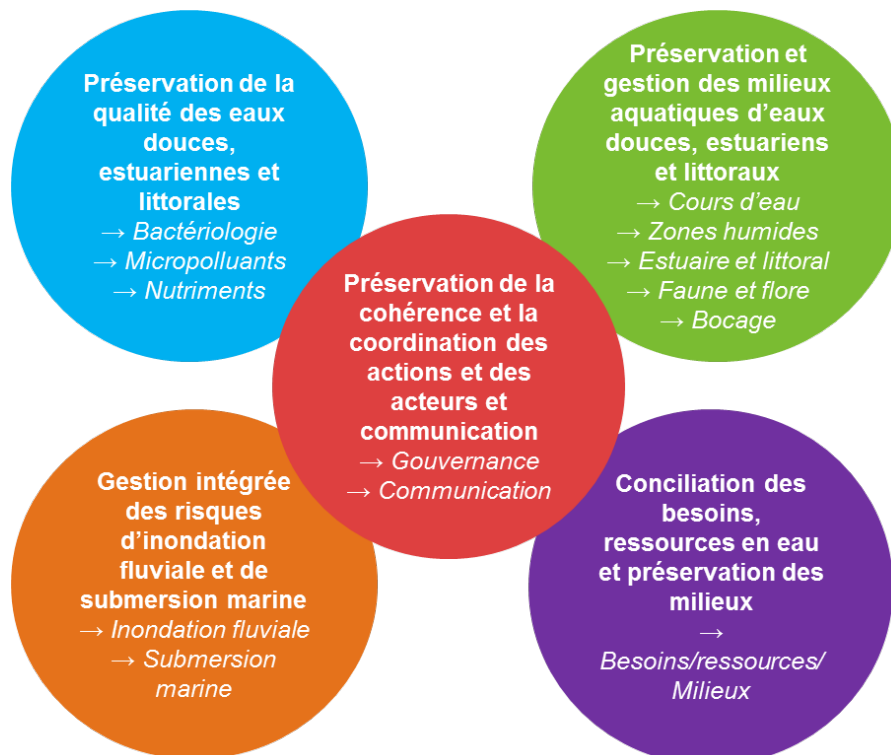 Préservation de la
qualité des eaux
douces,
estuariennes et
littorales
→ Bactériologie
→ Micropolluants
→ Nutriments
Préservation et
gestion des milieux
aquatiques d’eaux
douces, estuariens
et littoraux
→ Cours d’eau
→ Zones humides
→ Estuaire et littoral
→ Faune et flore
→ Bocage
Préservation de la
cohérence et la
coordination des
actions et des
acteurs et
communication
→ Gouvernance
→ Communication
Gestion intégrée
des risques
d’inondation
fluviale et de
submersion marine
→ Inondation fluviale
→ Submersion
marine
Conciliation des
besoins,
ressources en eau
et préservation des
milieux
→
Besoins/ressources/
Milieux